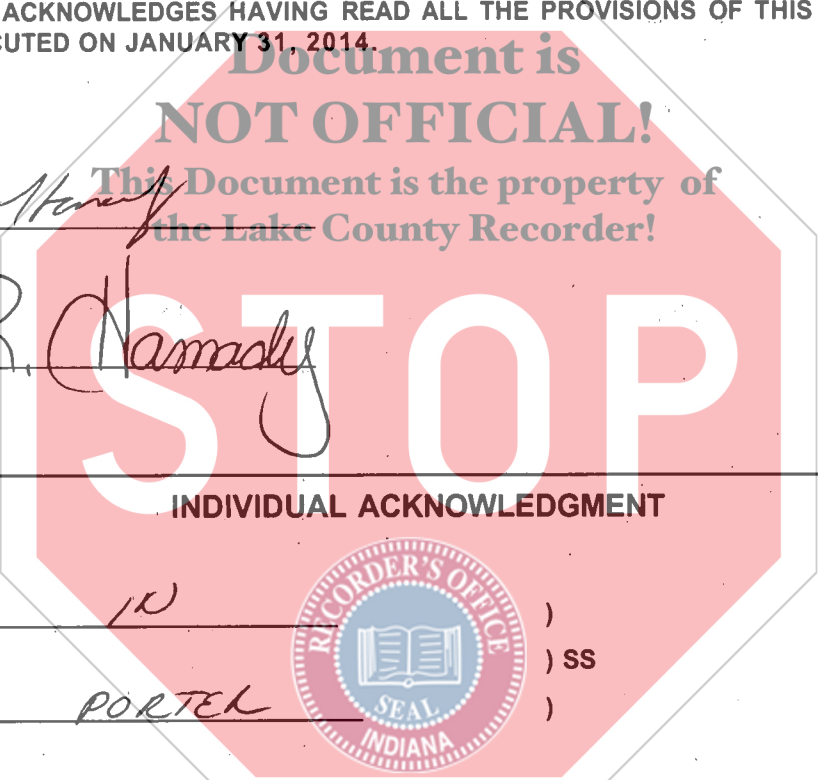 ACKNOWLEDGES HAVING READ ALL THE PROVISIONS OF THIS
CUTED ON JANUARY 31, 2014.
Document is
NOT OFFICIAL!
This Document is the property of
the Lake County Recorder!
R. Hamady
STOP
INDIVIDUAL ACKNOWLEDGMENT
IN )
) SS
PORTER )
RECORDER'S OFFICE
SEAL
INDIANA